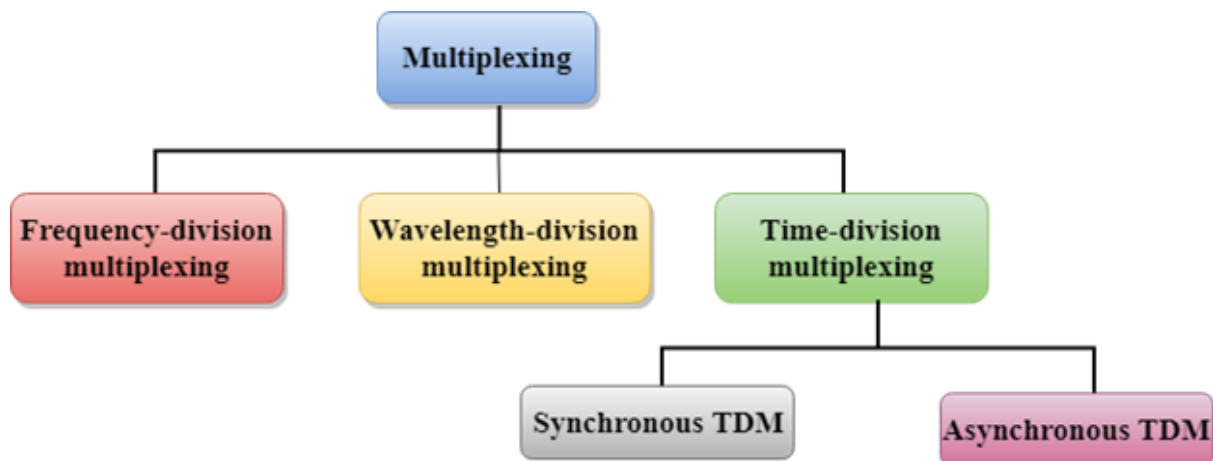 Multiplexing
Frequency-division
multiplexing
Wavelength-division
multiplexing
Time-division
multiplexing
Synchronous TDM
Asynchronous TDM